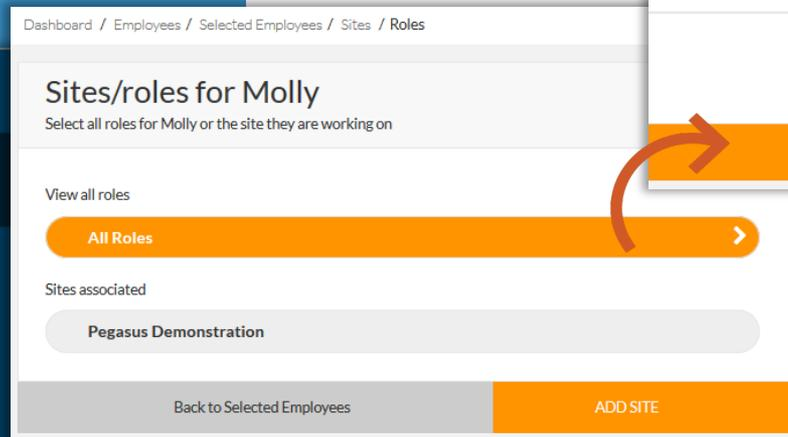 Dashboard / Employees / Selected Employees / Sites / Roles
Sites/roles for Molly
Select all roles for Molly or the site they are working on
View all roles
All Roles
Sites associated
Pegasus Demonstration
Back to Selected Employees
ADD SITE